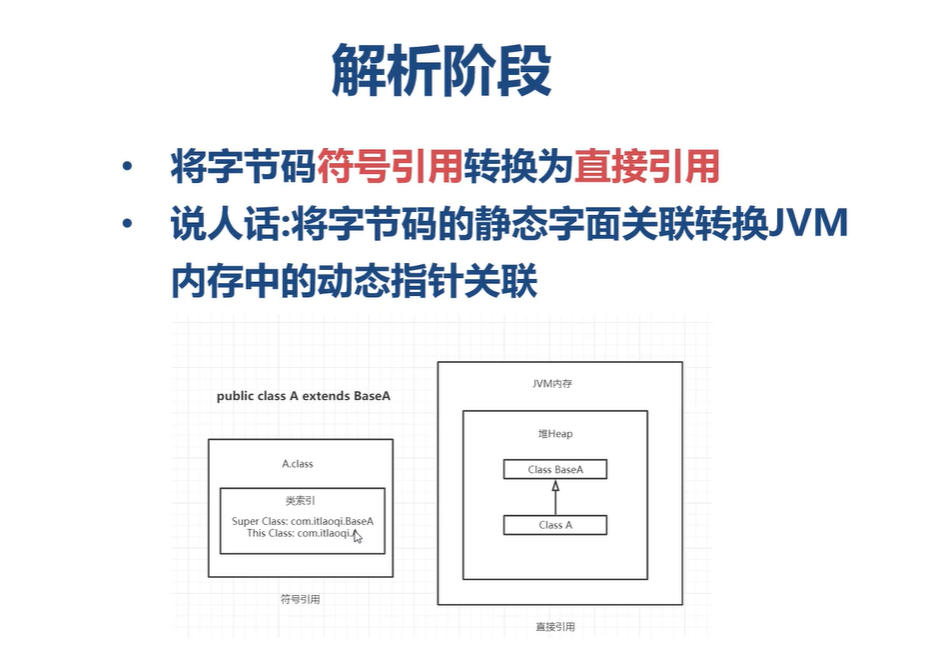 解析阶段
• 将字节码符号引用转换为直接引用
• 说人话:将字节码的静态字面关联转换JVM
内存中的动态指针关联
public class A extends BaseA
A.class
类索引
Super Class: com.itlaoqi.BaseA
This Class: com.itlaoqi.A
符号引用
JVM内存
堆Heap
Class BaseA
Class A
直接引用